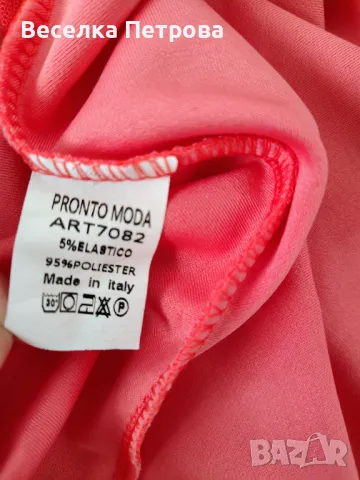 Веселка Петрова
PRONTO MODA
ART7082
5%ELASTICO
95%POLIESTER
Made in italy
30°
P
BAZAR